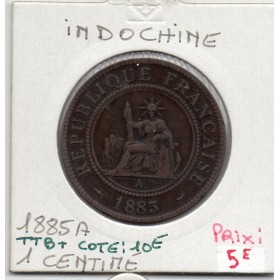 iNDOCHiNE
REPUBLIQUE FRANCAISE
A
1885
1885A
TTB+ COTE: 10E
1 CENTIME
PRiX:
5E